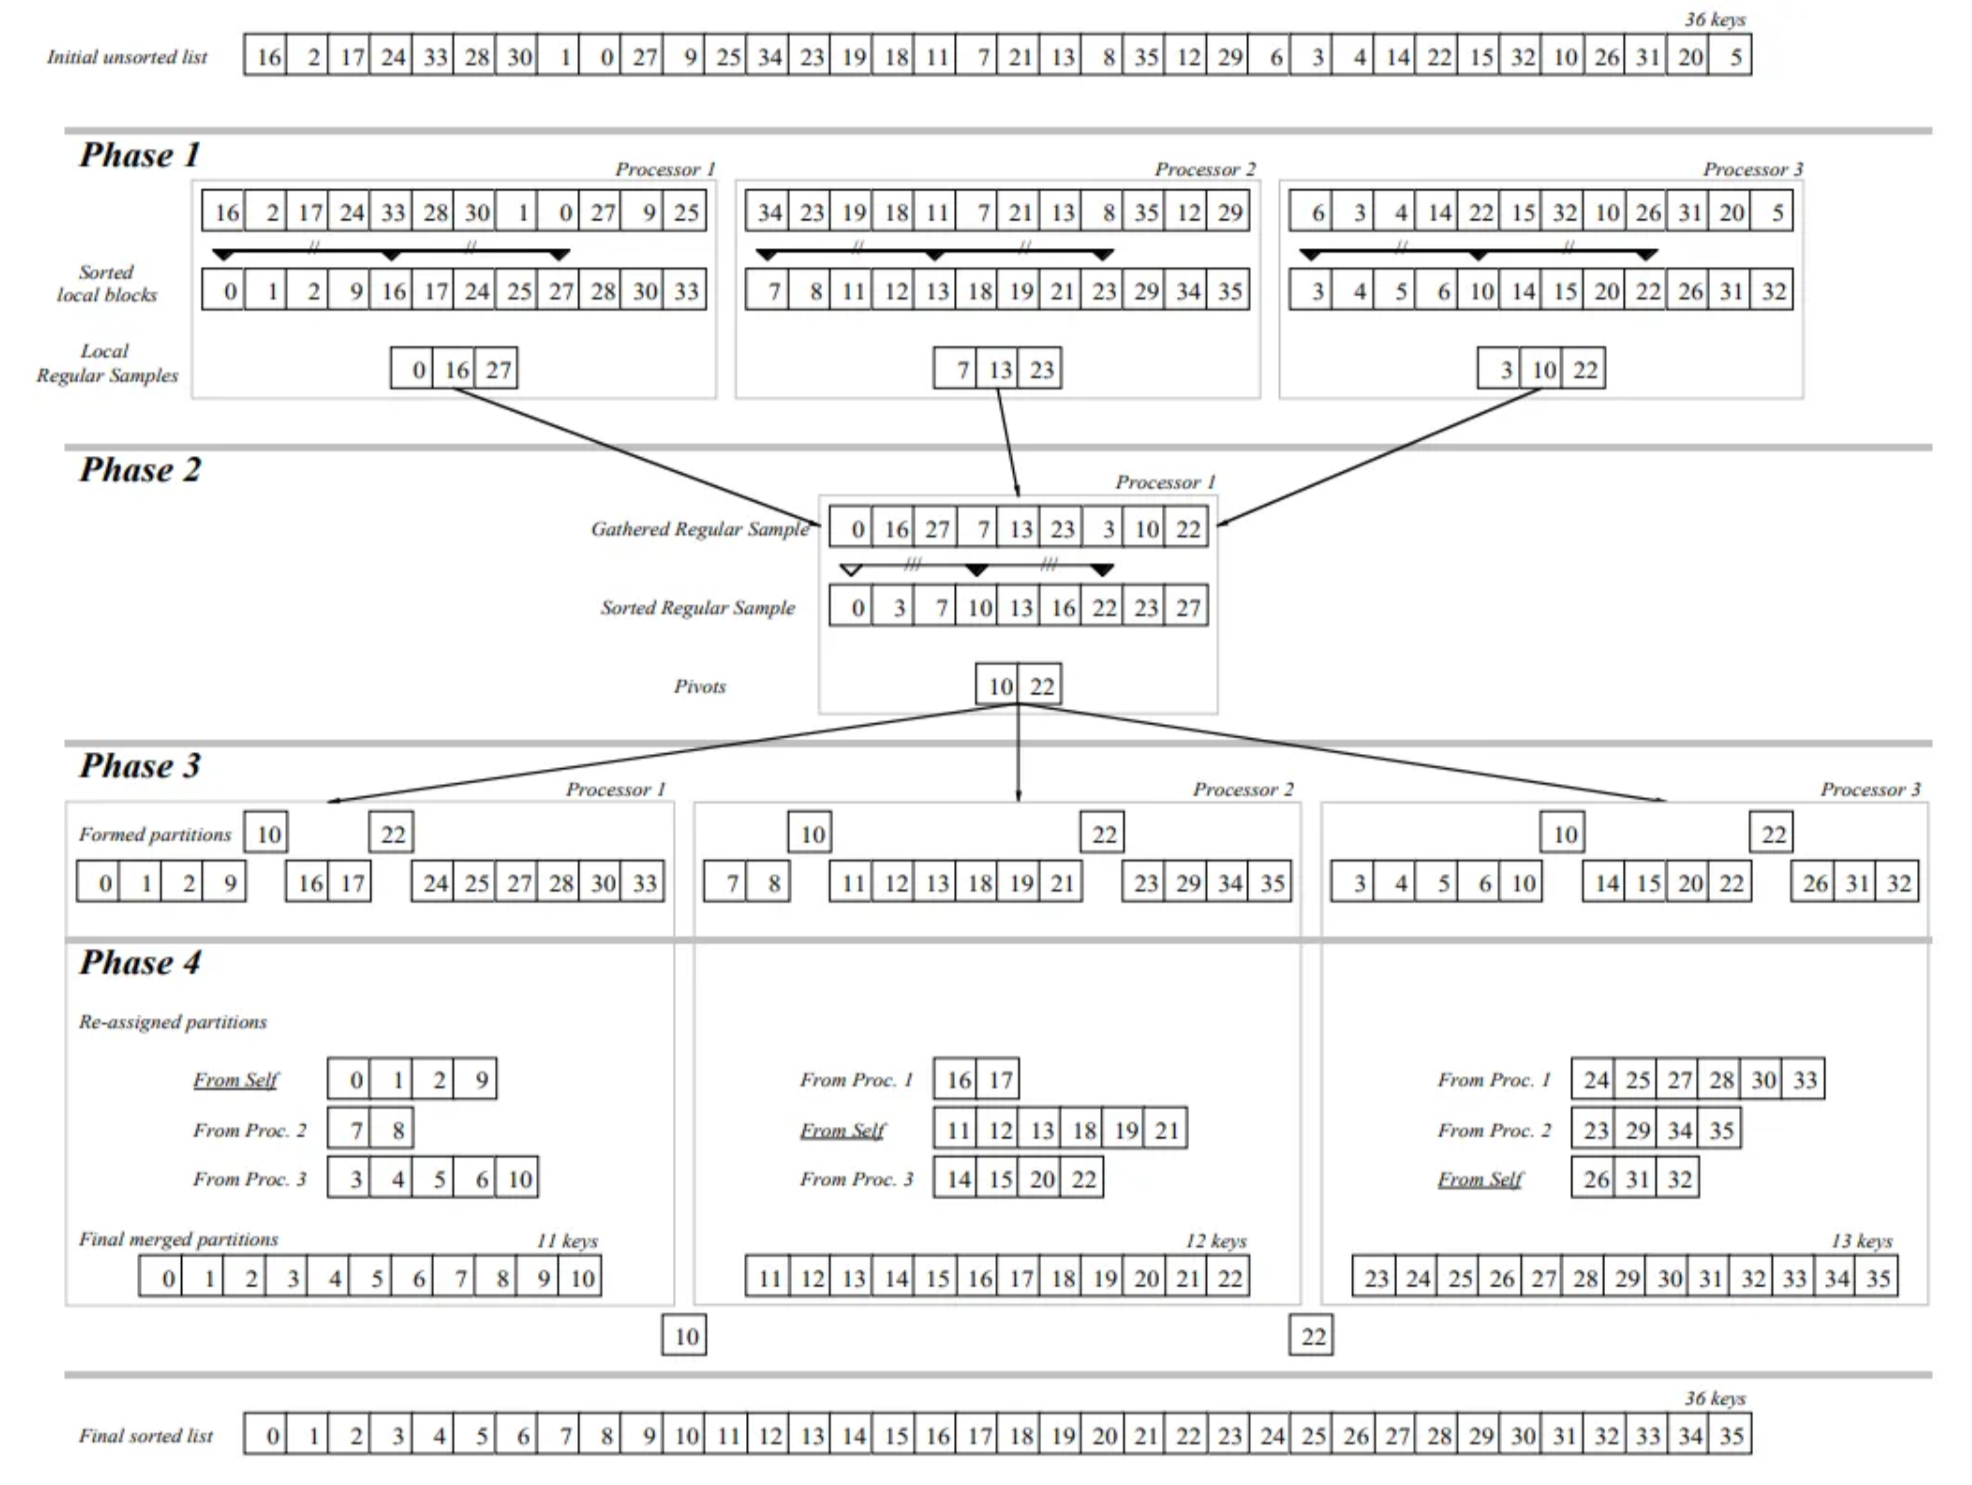 36 keys
Initial unsorted list 16 2 17 24 33 28 30 1 0 27 9 25 34 23 19 18 11 7 21 13 8 35 12 29 6 3 4 14 22 15 32 10 26 31 20 5
Phase 1
Processor 1 Processor 2 Processor 3
16 2 17 24 33 28 30 1 0 27 9 25 34 23 19 18 11 7 21 13 8 35 12 29 6 3 4 14 22 15 32 10 26 31 20 5
// // // // // //
Sorted
local blocks 0 1 2 9 16 17 24 25 27 28 30 33 7 8 11 12 13 18 19 21 23 29 34 35 3 4 5 6 10 14 15 20 22 26 31 32
Local
Regular Samples 0 16 27 7 13 23 3 10 22
Phase 2
Processor 1
Gathered Regular Sample 0 16 27 7 13 23 3 10 22
/// ///
Sorted Regular Sample 0 3 7 10 13 16 22 23 27
Pivots 10 22
Phase 3
Processor 1 Processor 2 Processor 3
Formed partitions 10 22 10 22 10 22
0 1 2 9 16 17 24 25 27 28 30 33 7 8 11 12 13 18 19 21 23 29 34 35 3 4 5 6 10 14 15 20 22 26 31 32
Phase 4
Re-assigned partitions
From Self 0 1 2 9 From Proc. 1 16 17 From Proc. 1 24 25 27 28 30 33
From Proc. 2 7 8 From Self 11 12 13 18 19 21 From Proc. 2 23 29 34 35
From Proc. 3 3 4 5 6 10 From Proc. 3 14 15 20 22 From Self 26 31 32
Final merged partitions 11 keys 12 keys 13 keys
0 1 2 3 4 5 6 7 8 9 10 11 12 13 14 15 16 17 18 19 20 21 22 23 24 25 26 27 28 29 30 31 32 33 34 35
10 22
36 keys
Final sorted list 0 1 2 3 4 5 6 7 8 9 10 11 12 13 14 15 16 17 18 19 20 21 22 23 24 25 26 27 28 29 30 31 32 33 34 35